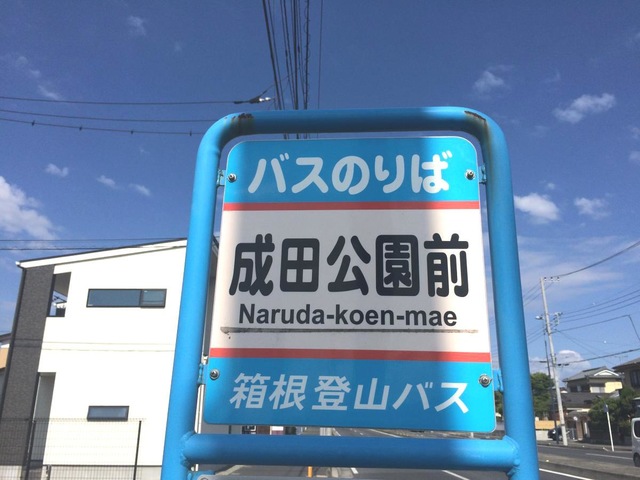 バスのりば
成田公園前
Naruda-koen-mae
箱根登山バス